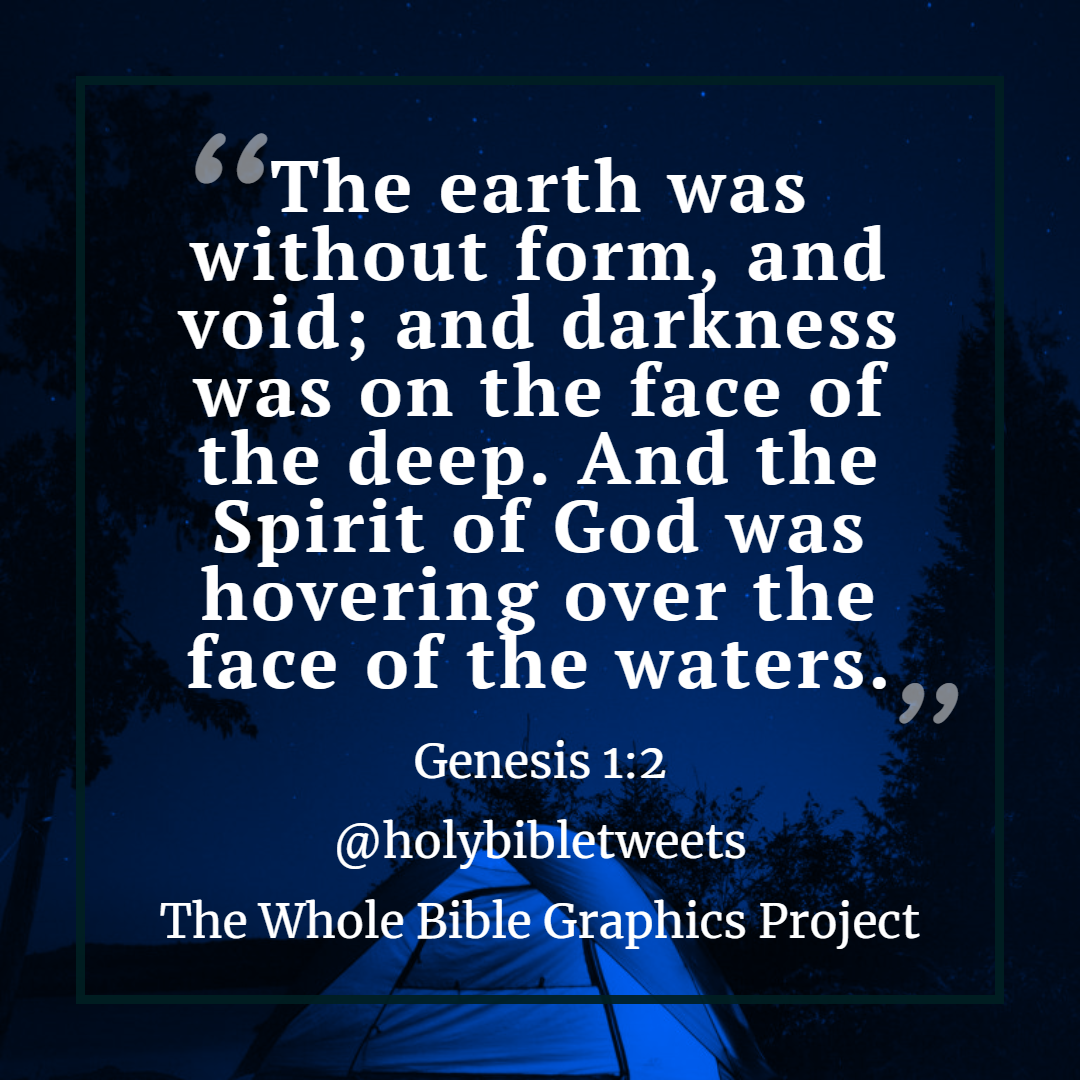 “The earth was
without form, and
void; and darkness
was on the face of
the deep. And the
Spirit of God was
hovering over the
face of the waters.”
Genesis 1:2
@holybibletweets
The Whole Bible Graphics Project